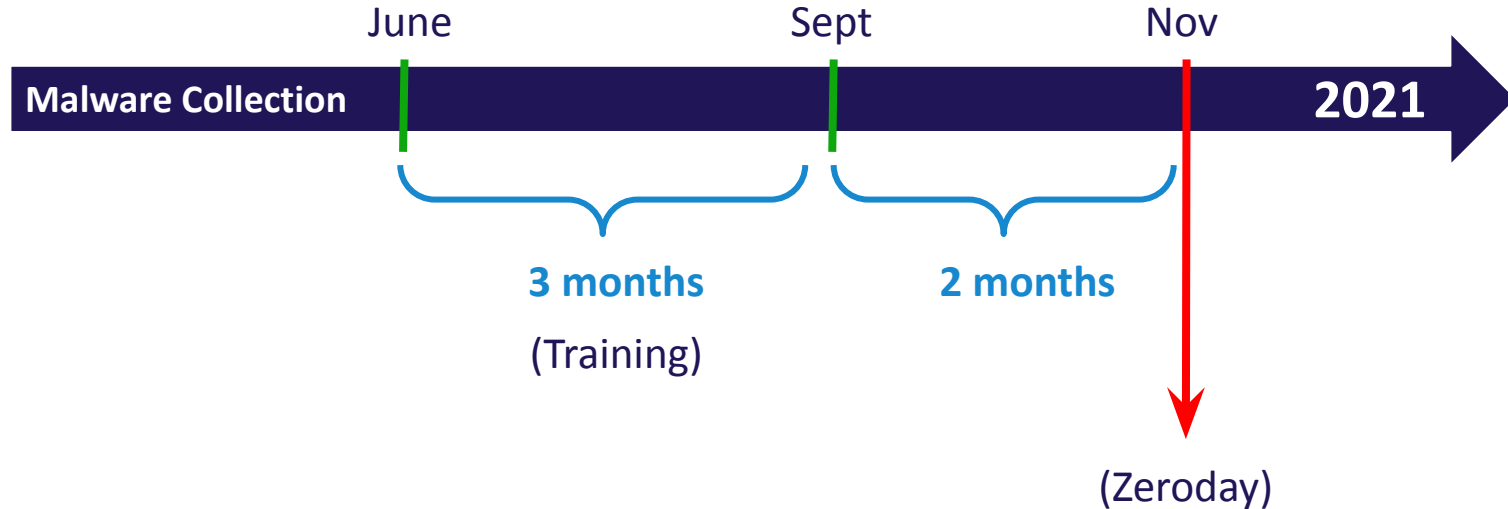 June
Sept
Nov
Malware Collection
2021
3 months
2 months
(Training)
(Zeroday)